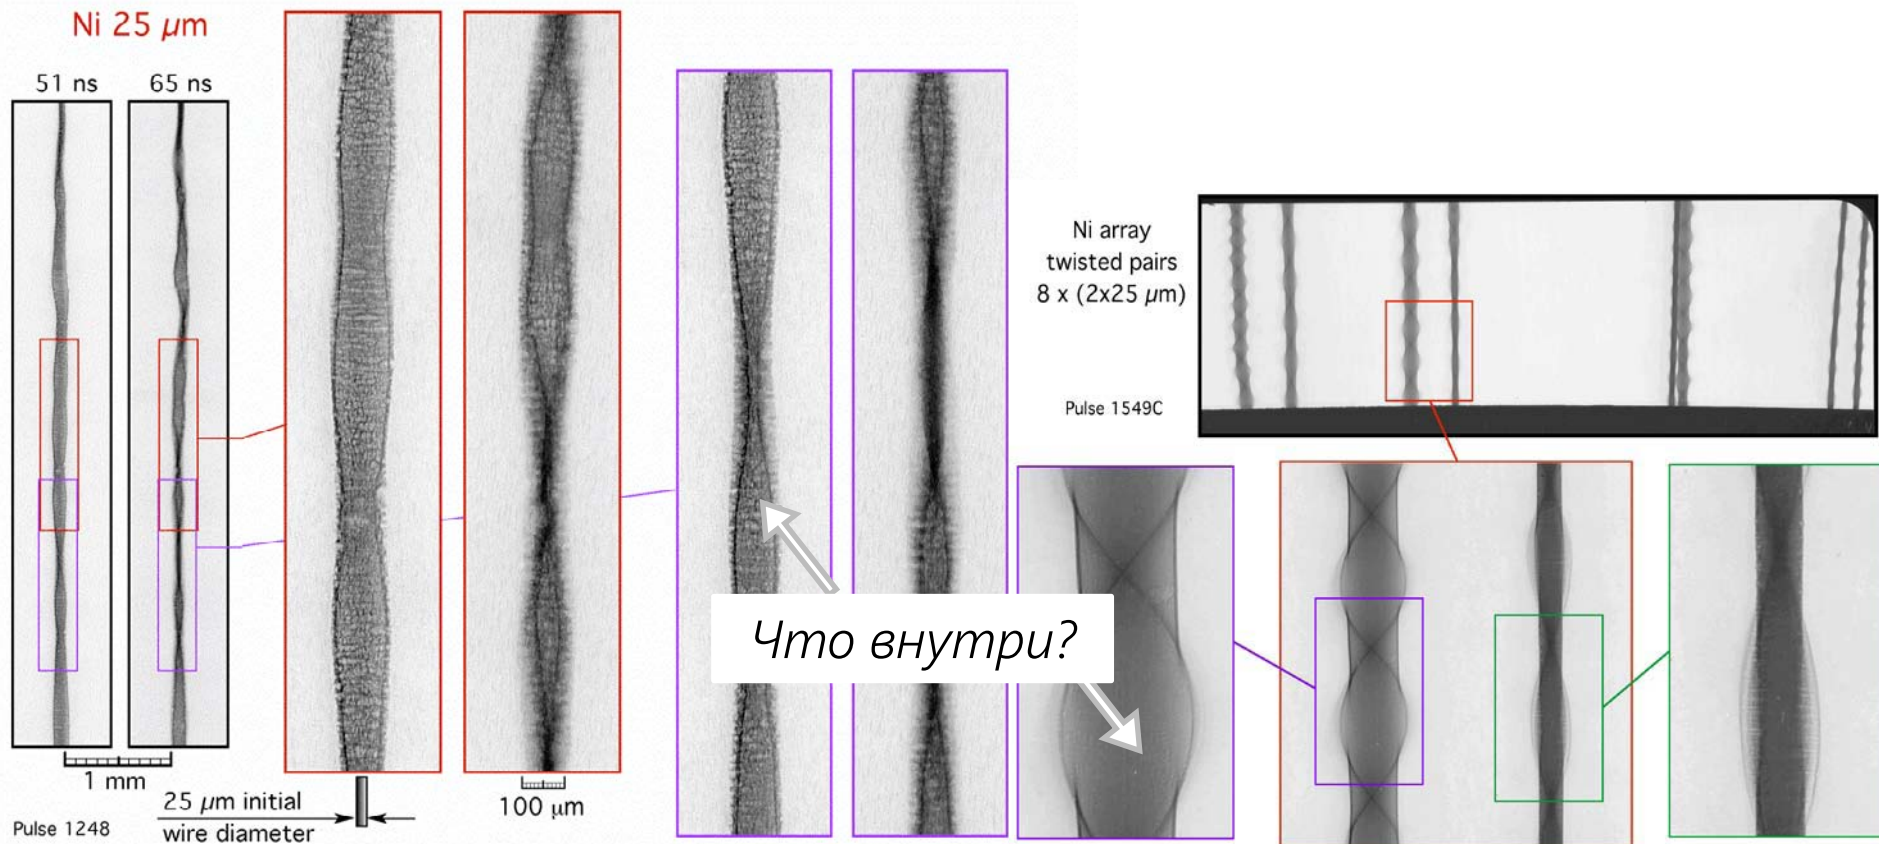 Ni 25 µm
51 ns
65 ns
1 mm
Pulse 1248
25 µm initial
wire diameter
100 µm
Что внутри?
Ni array
twisted pairs
8 x (2x25 µm)
Pulse 1549C